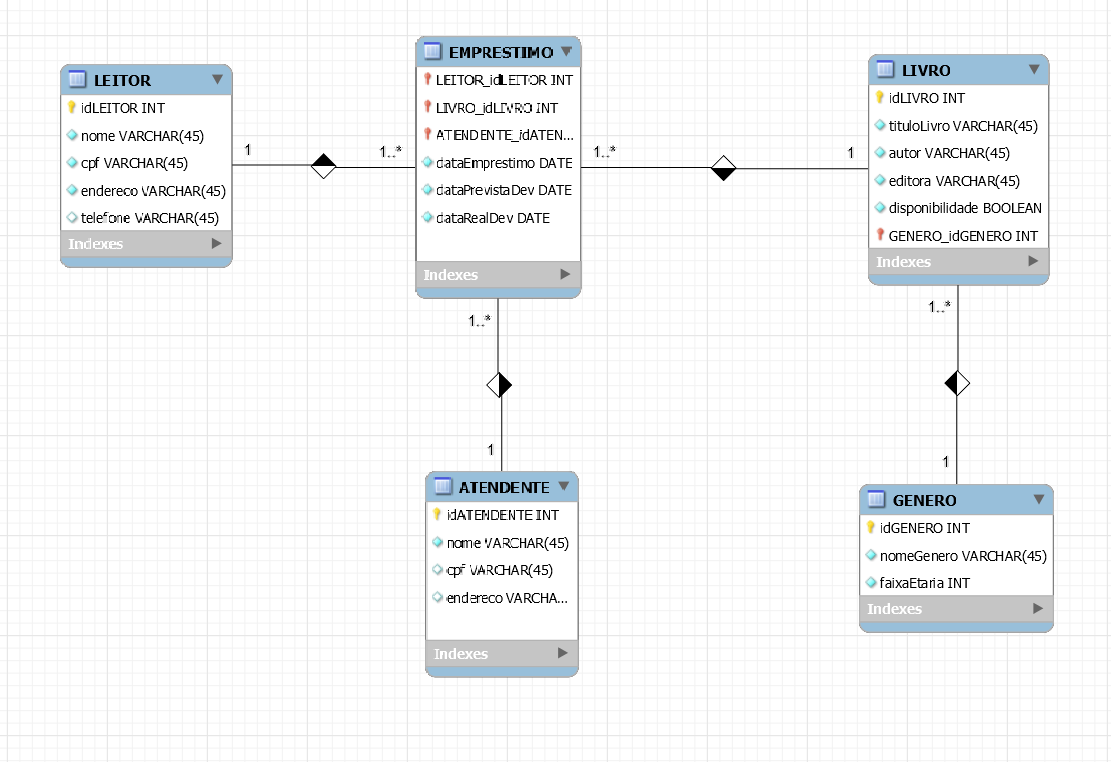 LEITOR
idLEITOR INT
nome VARCHAR(45)
cpf VARCHAR(45)
endereco VARCHAR(45)
telefone VARCHAR(45)
Indexes
1
1..*
EMPRESTIMO
LEITOR_idLEITOR INT
LIVRO_idLIVRO INT
ATENDENTE_idATEN...
dataEmprestimo DATE
dataPrevistaDev DATE
dataRealDev DATE
Indexes
1..*
1
LIVRO
idLIVRO INT
tituloLivro VARCHAR(45)
autor VARCHAR(45)
editora VARCHAR(45)
disponibilidade BOOLEAN
GENERO_idGENERO INT
Indexes
1..*
1
ATENDENTE
idATENDENTE INT
nome VARCHAR(45)
cpf VARCHAR(45)
endereco VARCHA...
Indexes
1..*
1
GENERO
idGENERO INT
nomeGenero VARCHAR(45)
faixaEtaria INT
Indexes